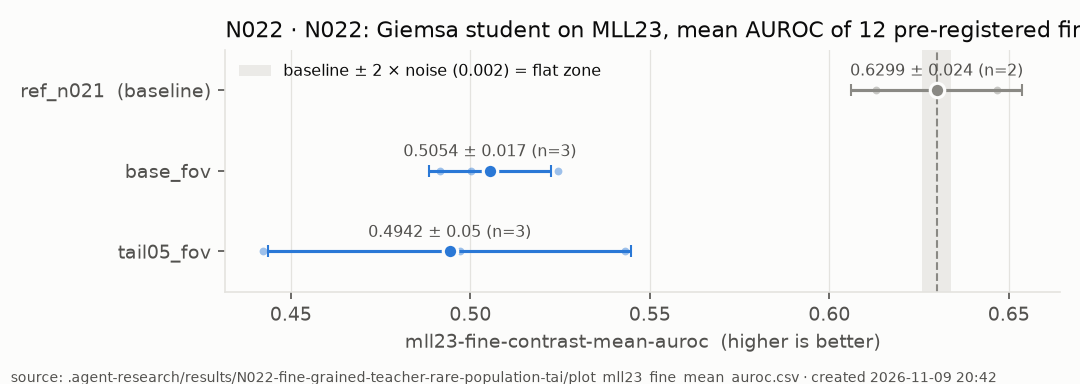 N022 · N022: Giemsa student on MLL23, mean AUROC of 12 pre-registered fin
baseline ± 2 × noise (0.002) = flat zone
0.6299 ± 0.024 (n=2)
ref_n021 (baseline)
0.5054 ± 0.017 (n=3)
base_fov
0.4942 ± 0.05 (n=3)
tail05_fov
0.45 0.50 0.55 0.60 0.65
mll23-fine-contrast-mean-auroc (higher is better)
source: .agent-research/results/N022-fine-grained-teacher-rare-population-tai/plot_mll23_fine_mean_auroc.csv · created 2026-11-09 20:42